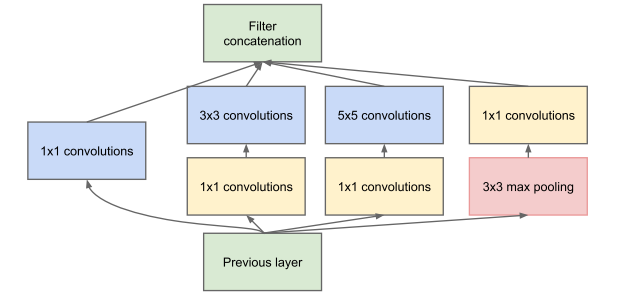 Filter
concatenation
3x3 convolutions
5x5 convolutions
1x1 convolutions
1x1 convolutions
1x1 convolutions
1x1 convolutions
3x3 max pooling
Previous layer